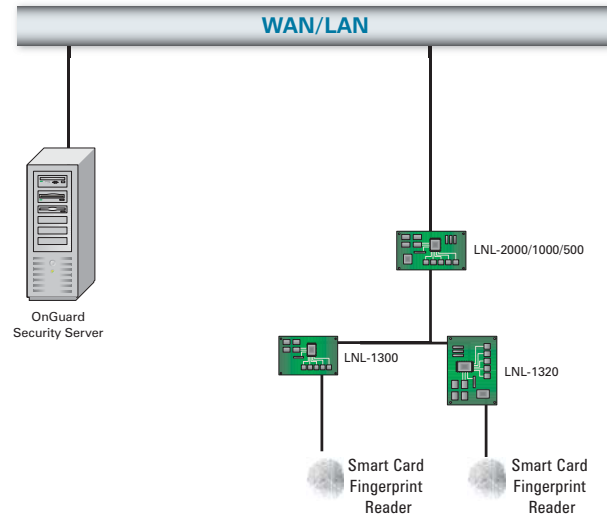 WAN/LAN
LNL-2000/1000/500
OnGuard
Security Server
LNL-1300
LNL-1320
Smart Card
Fingerprint
Reader
Smart Card
Fingerprint
Reader